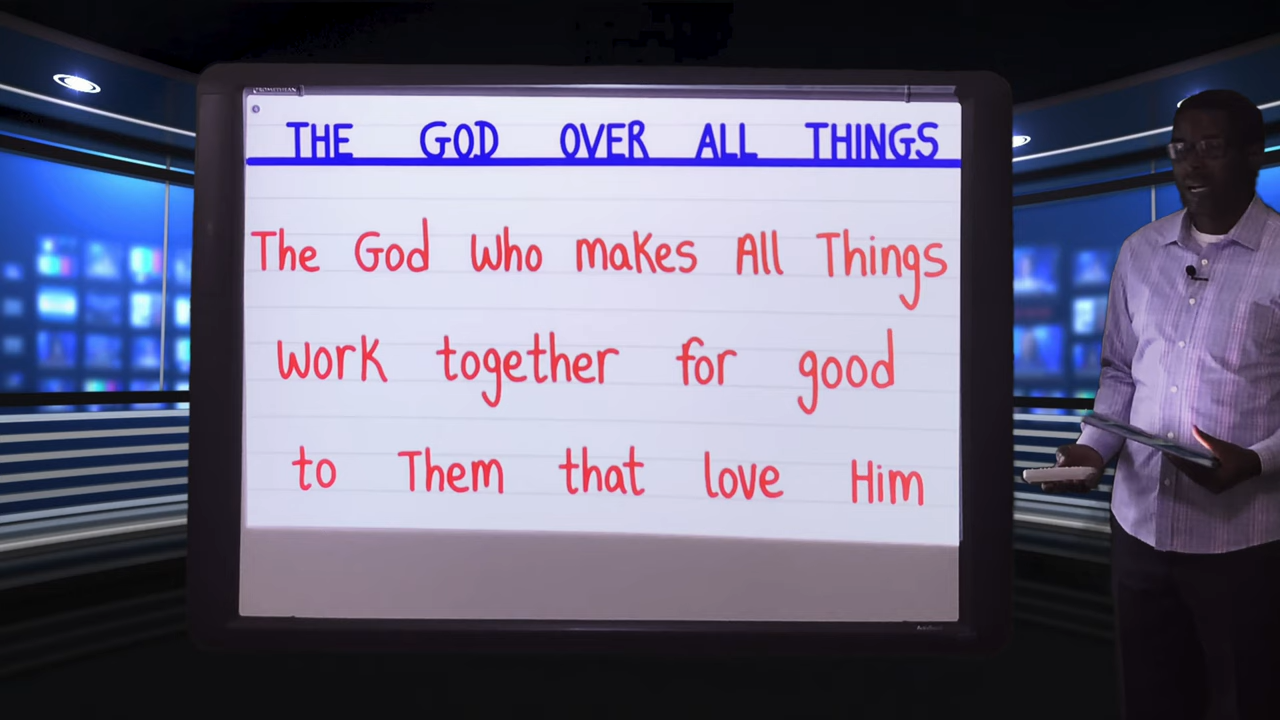 THE GOD OVER ALL THINGS
The God Who makes All Things
work together for good
to Them that love Him